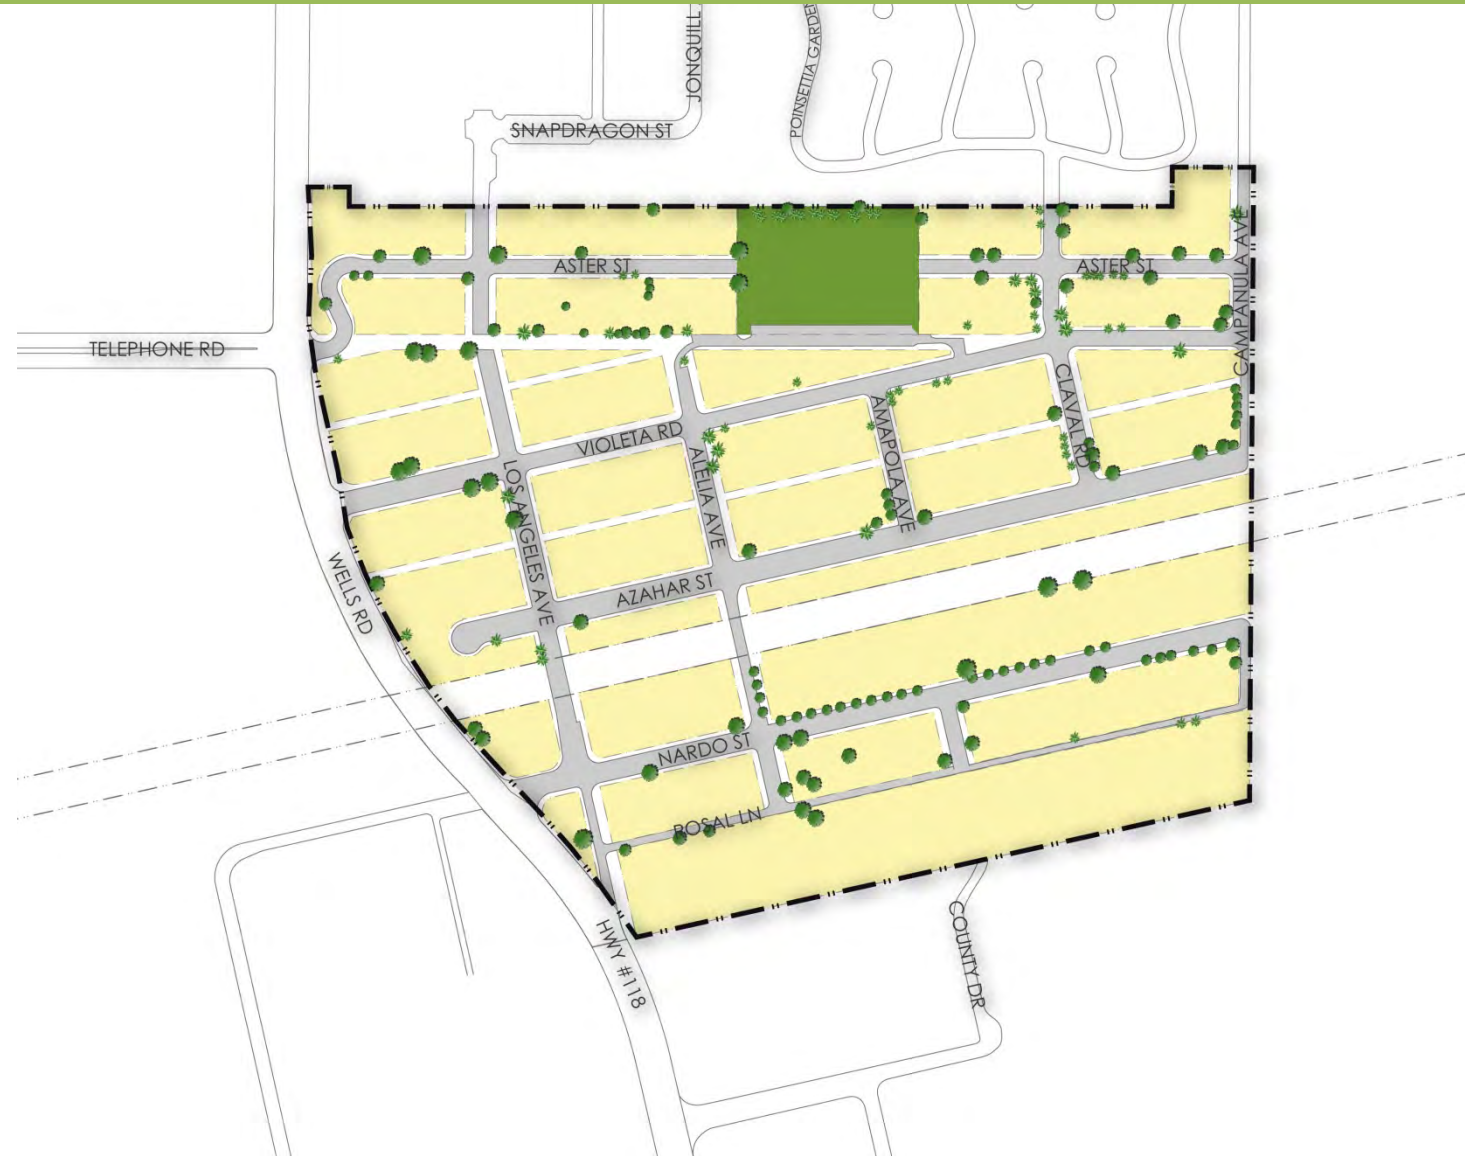 JONQUILL
POINSETTIA GARDEN
SNAPDRAGON ST
ASTER ST
ASTER ST
CAMPANULA AVE
TELEPHONE RD
CLAVAL RD
AMAPOLA AVE
VIOLETA RD
ALELIA AVE
LOS ANGELES AVE
WELLS RD
AZAHAR ST
NARDO ST
ROSAL LN
HWY #118
COUNTY DR